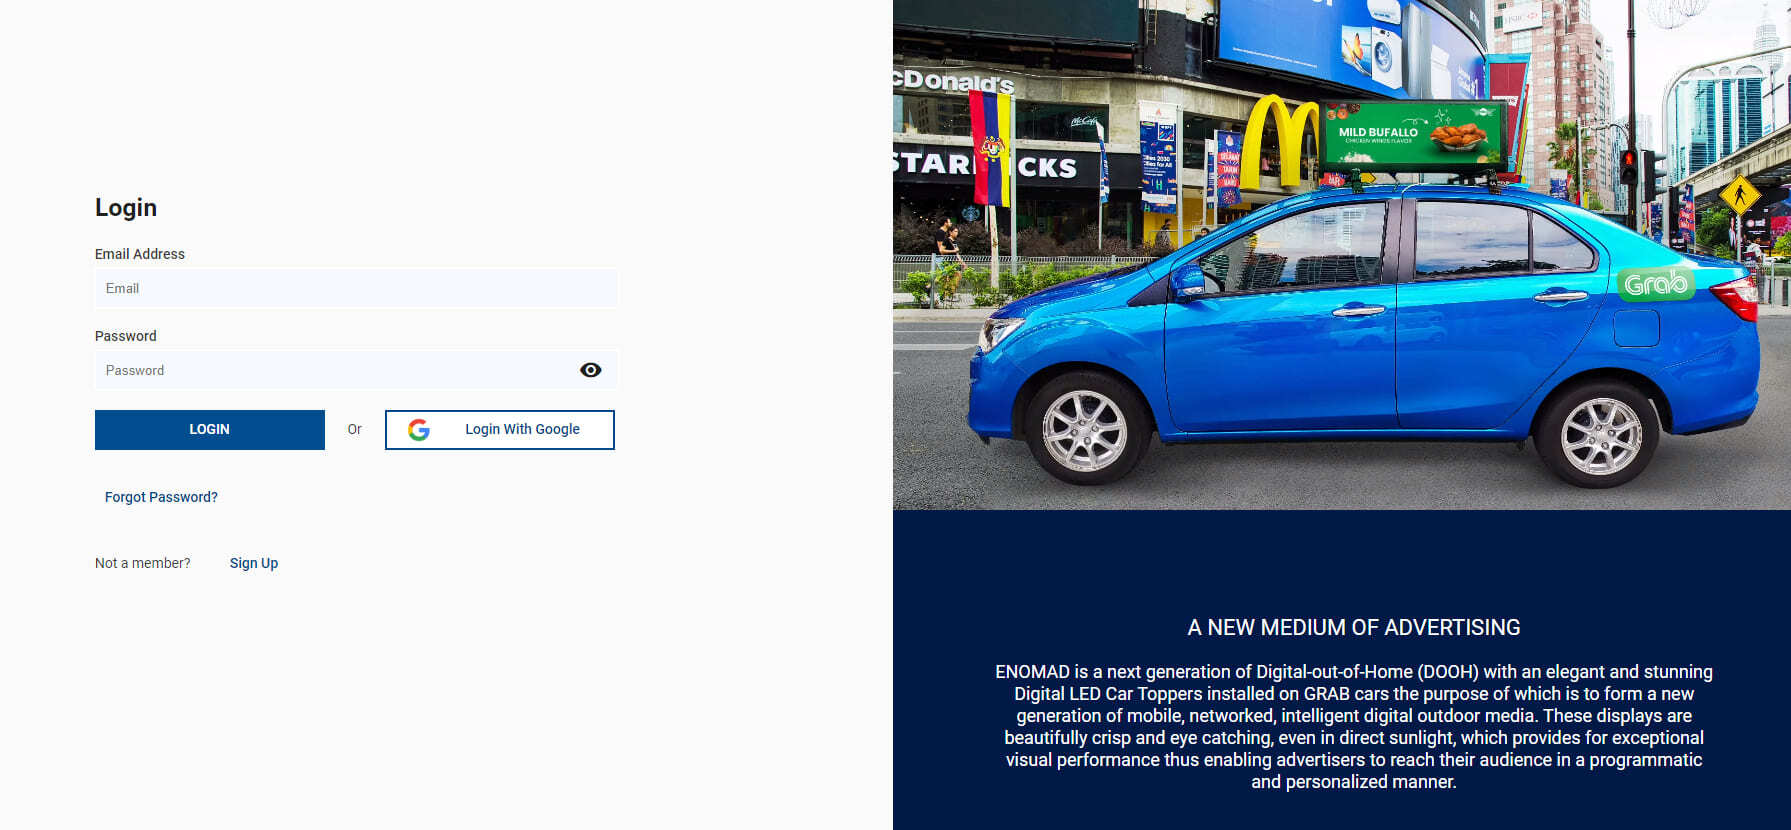 Login
Email Address
Email
Password
Password
LOGIN
Or
Login With Google
Forgot Password?
Not a member?
Sign Up
cDonald's
McCafé
STAR CKS
MILD BUFALLO
CHICKEN WINGS FLAVOR
HSBC
Grab
A NEW MEDIUM OF ADVERTISING
ENOMAD is a next generation of Digital-out-of-Home (DOOH) with an elegant and stunning
Digital LED Car Toppers installed on GRAB cars the purpose of which is to form a new
generation of mobile, networked, intelligent digital outdoor media. These displays are
beautifully crisp and eye catching, even in direct sunlight, which provides for exceptional
visual performance thus enabling advertisers to reach their audience in a programmatic
and personalized manner.